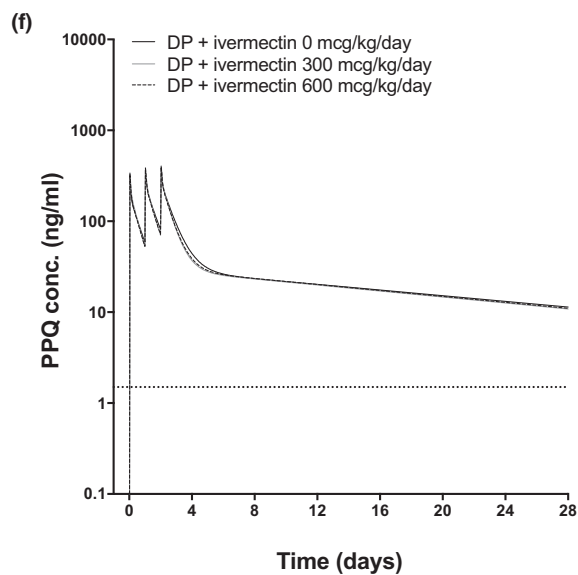 (f)
DP + ivermectin 0 mcg/kg/day
DP + ivermectin 300 mcg/kg/day
DP + ivermectin 600 mcg/kg/day
PPQ conc. (ng/ml)
10000
1000
100
10
1
0.1
0 4 8 12 16 20 24 28
Time (days)